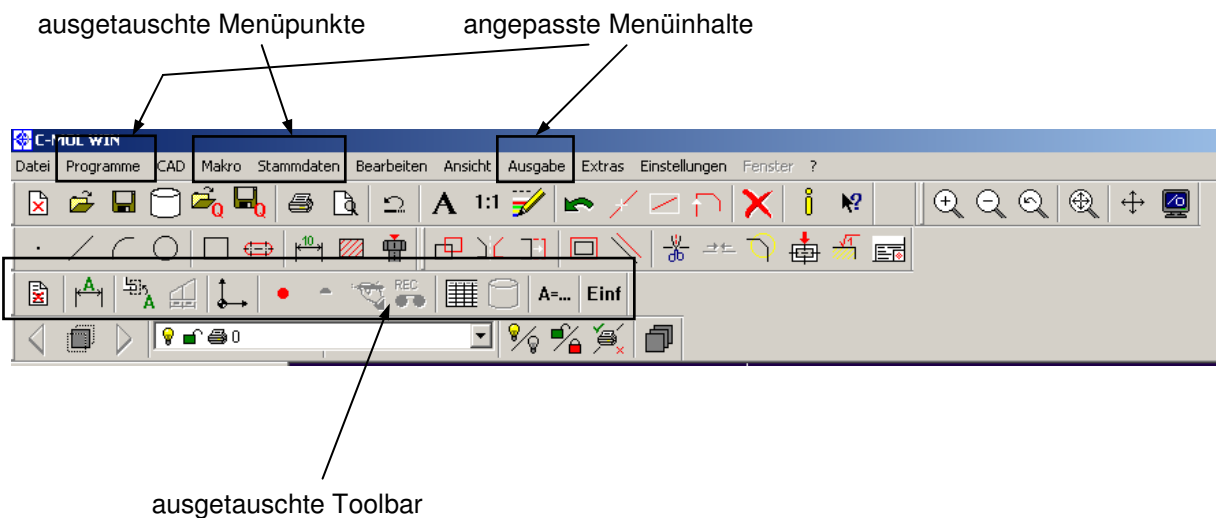 ausgetauschte Menüpunkte angepasste Menüinhalte
C-MOL WIN
Datei Programme CAD Makro Stammdaten Bearbeiten Ansicht Ausgabe Extras Einstellungen Fenster ?
Q Q A 1:1 i ?
10 √1
A A REC A=... Einf
0
ausgetauschte Toolbar